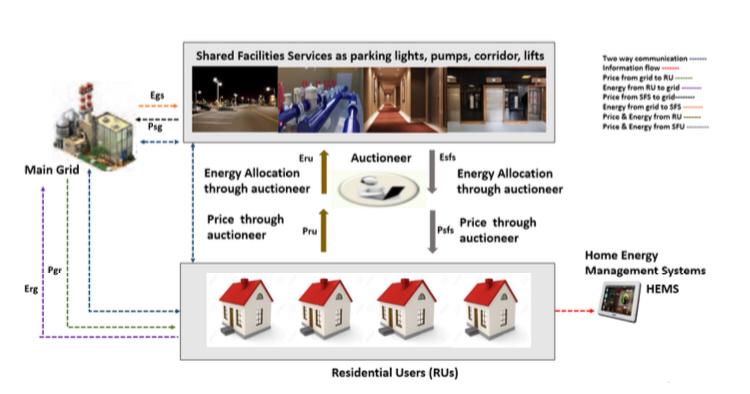 Shared Facilities Services as parking lights, pumps, corridor, lifts
Two way communication
Information flow
Price from grid to RU
Energy from RU to grid
Price from SFS to grid
Energy from grid to SFS
Price & Energy from RU
Price & Energy from SFU
Egs
Psg
Main Grid
Eru
Auctioneer
Esfs
Energy Allocation
through auctioneer
Energy Allocation
through auctioneer
Price through
auctioneer
Pru
Psfs
Price through
auctioneer
Pgr
Erg
Home Energy
Management Systems
HEMS
Residential Users (RUs)